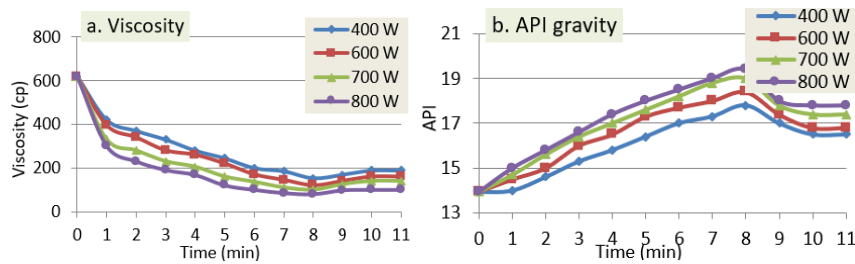 a. Viscosity
400 W
600 W
700 W
800 W
Viscosity (cp)
800
600
400
200
0
0 1 2 3 4 5 6 7 8 9 10 11
Time (min)
b. API gravity
400 W
600 W
700 W
800 W
API
21
19
17
15
13
0 1 2 3 4 5 6 7 8 9 10 11
Time (min)